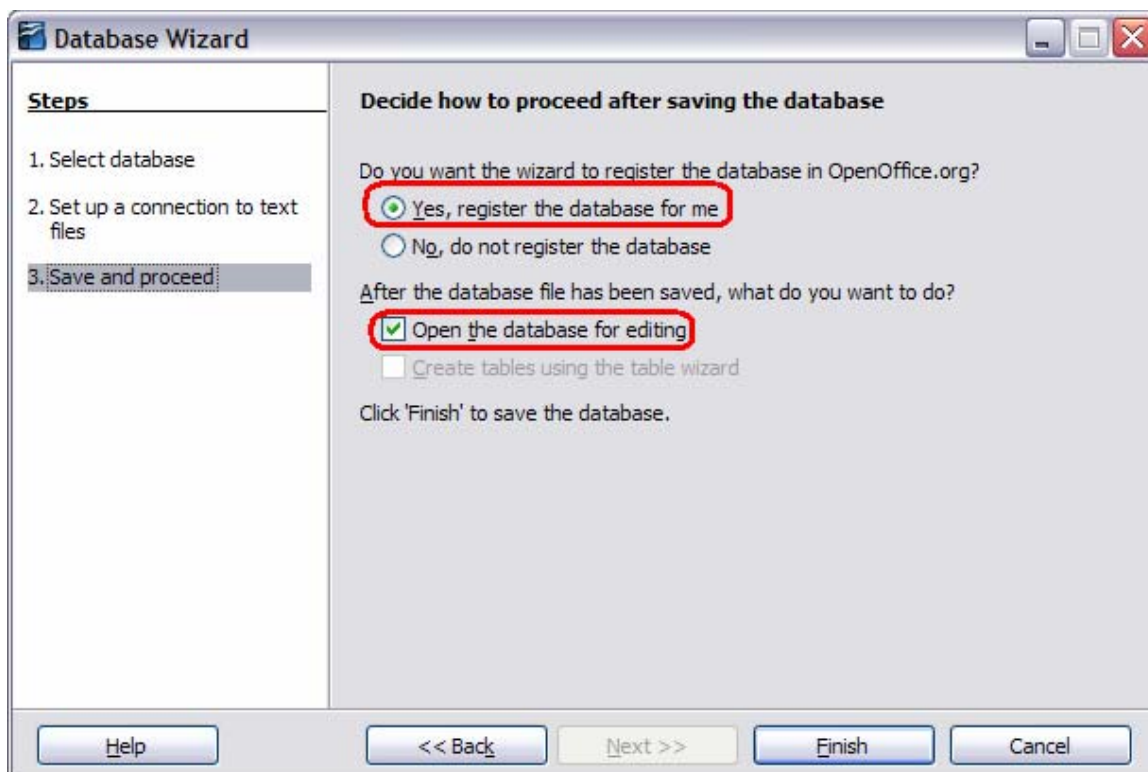 Database Wizard
Steps
1. Select database
2. Set up a connection to text
files
3. Save and proceed
Decide how to proceed after saving the database
Do you want the wizard to register the database in OpenOffice.org?
Yes, register the database for me
No, do not register the database
After the database file has been saved, what do you want to do?
Open the database for editing
Create tables using the table wizard
Click 'Finish' to save the database.
Help
<< Back
Next >>
Finish
Cancel